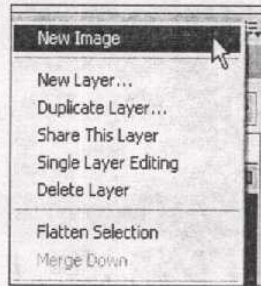 New Image
New Layer...
Duplicate Layer...
Share This Layer
Single Layer Editing
Delete Layer
Flatten Selection
Merge Down